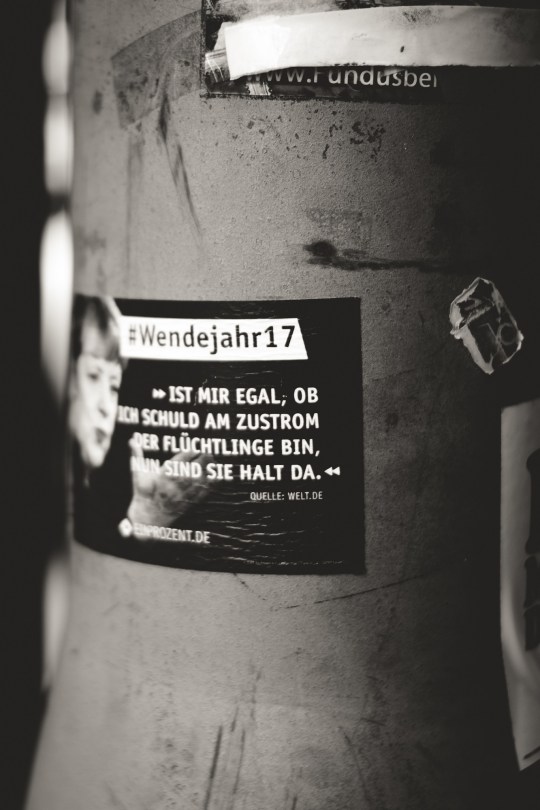 www.Fundusbe
#Wendejahr17
»IST MIR EGAL, OB
ICH SCHULD AM ZUSTROM
DER FLÜCHTLINGE BIN,
NUN SIND SIE HALT DA.«
QUELLE: WELT.DE
EINPROZENT.DE